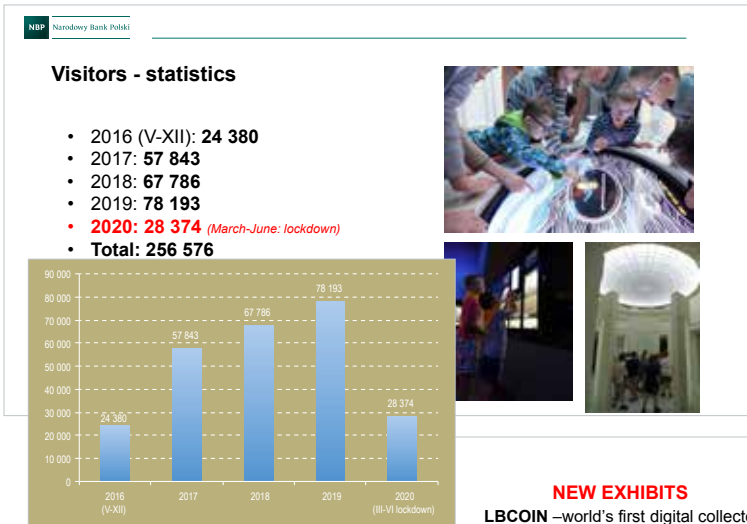 NBP Narodowy Bank Polski
Visitors - statistics
• 2016 (V-XII): 24 380
• 2017: 57 843
• 2018: 67 786
• 2019: 78 193
• 2020: 28 374 (March-June: lockdown)
• Total: 256 576
90 000
80 000
70 000
60 000
50 000
40 000
30 000
20 000
10 000
0
24 380
57 843
67 786
78 193
28 374
2016 2017 2018 2019 2020
(V-XII) (III-VI lockdown)
NEW EXHIBITS
LBCOIN –world's first digital collecto